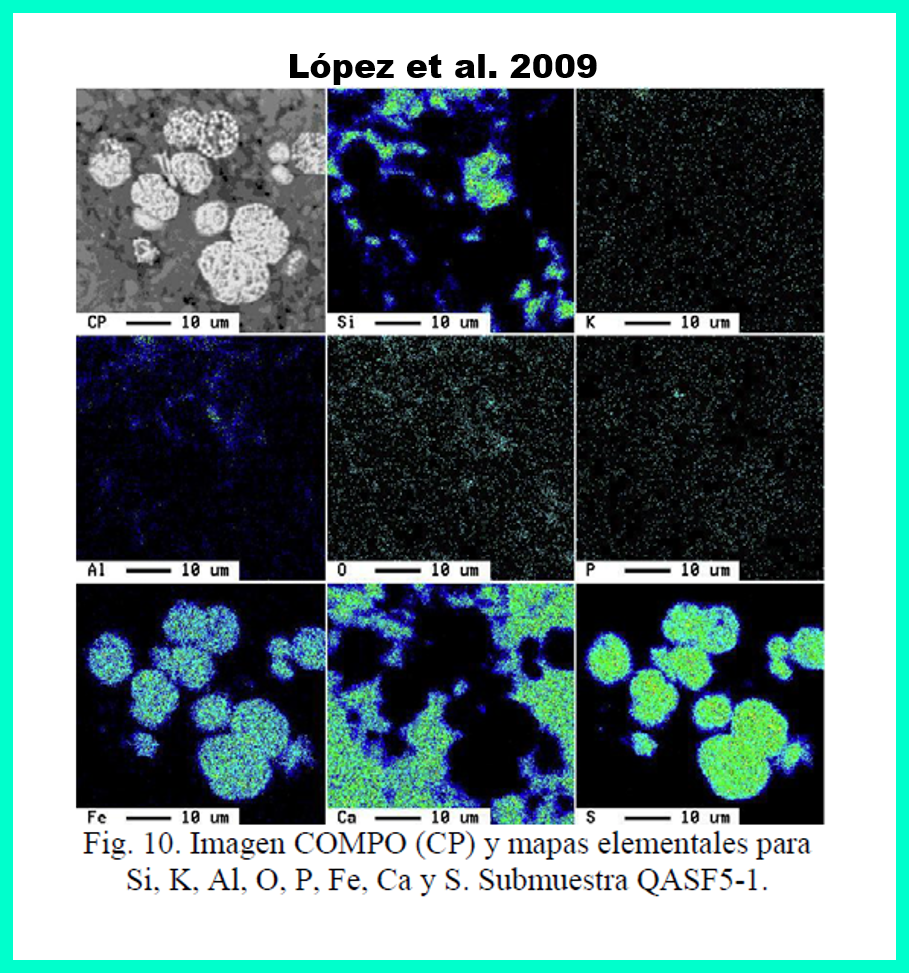 López et al. 2009
CP 10 um
Si 10 um
K 10 um
Al 10 um
O 10 um
P 10 um
Fe 10 um
Ca 10 um
S 10 um
Fig. 10. Imagen COMPO (CP) y mapas elementales para
Si, K, Al, O, P, Fe, Ca y S. Submuestra QASF5-1.